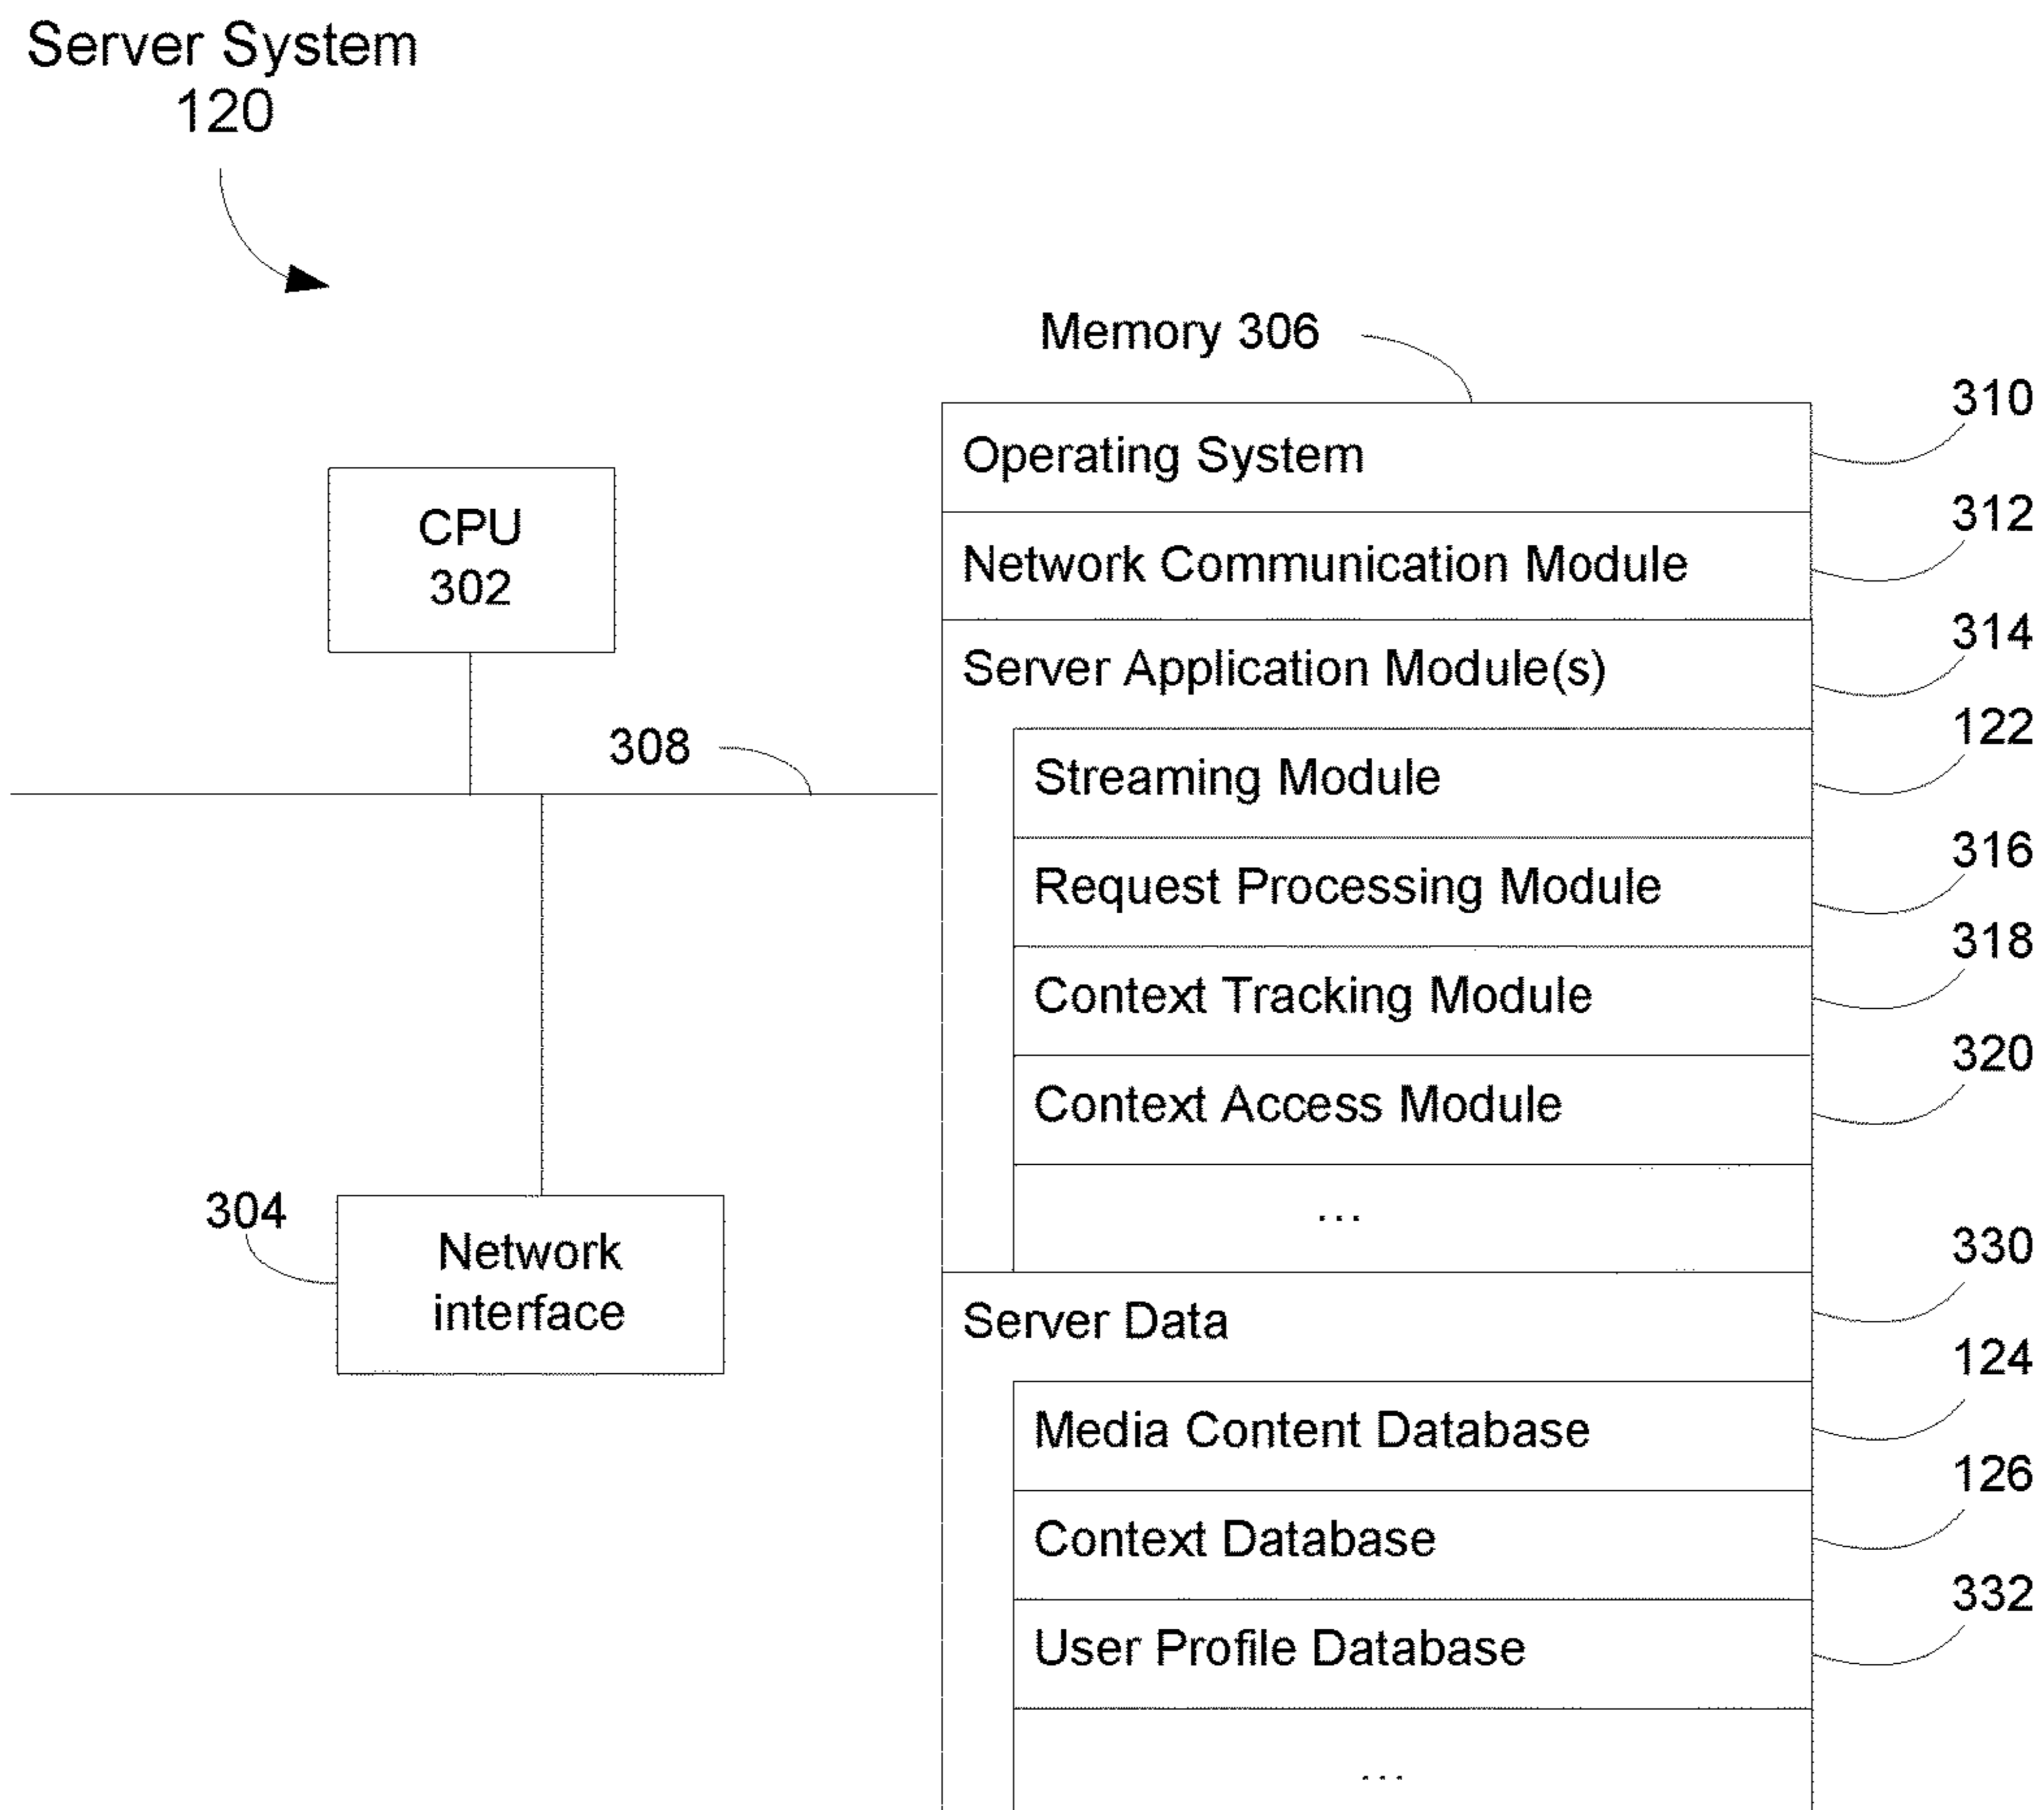 Server System
120
Memory 306
310
Operating System
CPU
302
312
Network Communication Module
314
Server Application Module(s)
308
122
Streaming Module
316
Request Processing Module
318
Context Tracking Module
320
Context Access Module
...
304
Network
interface
330
Server Data
124
Media Content Database
126
Context Database
332
User Profile Database
...